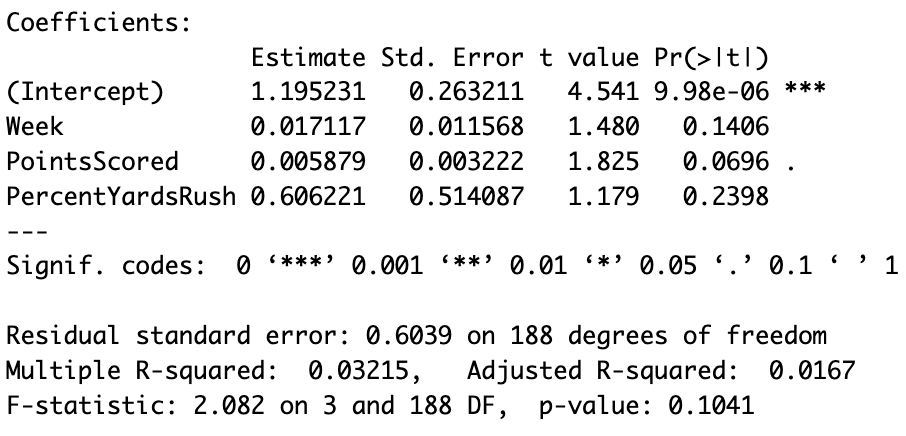 Coefficients:
                 Estimate Std. Error t value Pr(>|t|)
(Intercept)      1.195231   0.263211   4.541 9.98e-06 ***
Week             0.017117   0.011568   1.480   0.1406
PointsScored     0.005879   0.003222   1.825   0.0696 .
PercentYardsRush 0.606221   0.514087   1.179   0.2398
---
Signif. codes:  0 ‘***’ 0.001 ‘**’ 0.01 ‘*’ 0.05 ‘.’ 0.1 ‘ ’ 1

Residual standard error: 0.6039 on 188 degrees of freedom
Multiple R-squared:  0.03215,	Adjusted R-squared:  0.0167
F-statistic: 2.082 on 3 and 188 DF,  p-value: 0.1041